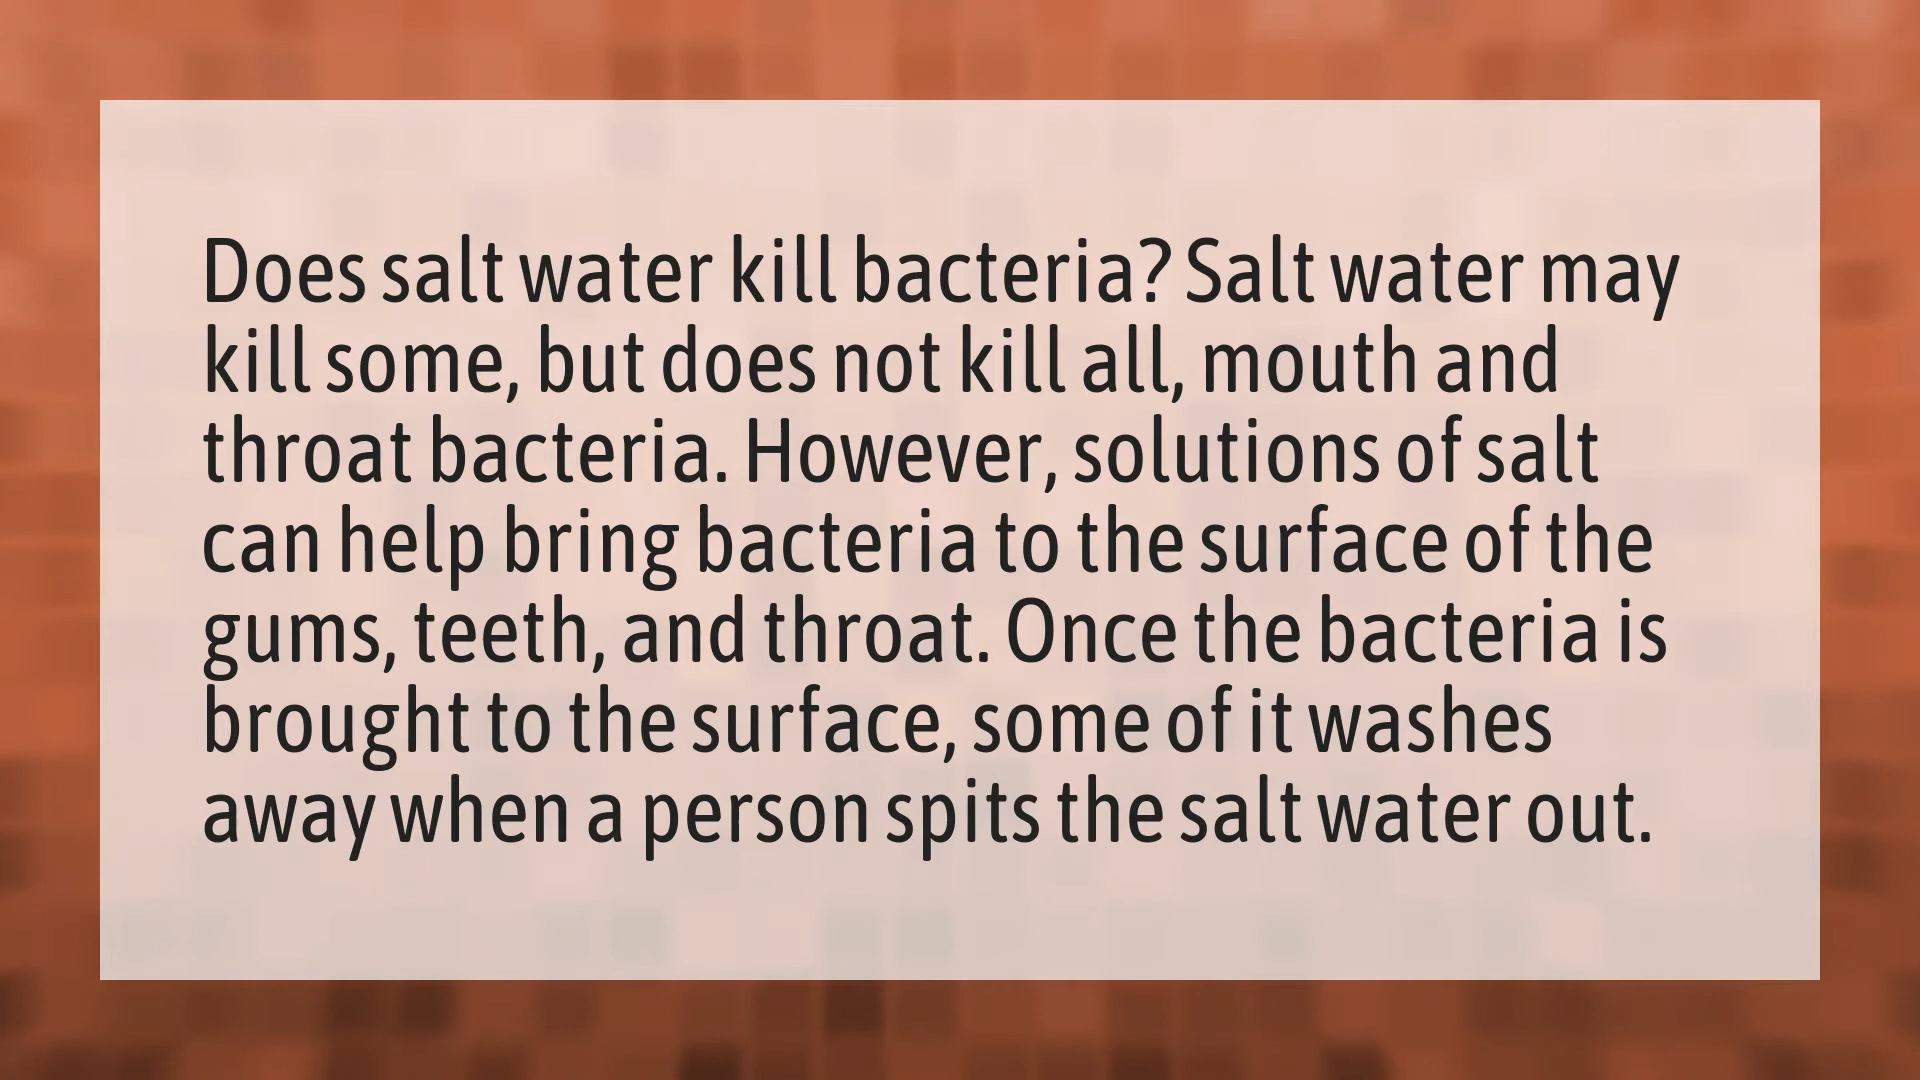 Does salt water kill bacteria? Salt water may
kill some, but does not kill all, mouth and
throat bacteria. However, solutions of salt
can help bring bacteria to the surface of the
gums, teeth, and throat. Once the bacteria is
brought to the surface, some of it washes
away when a person spits the salt water out.